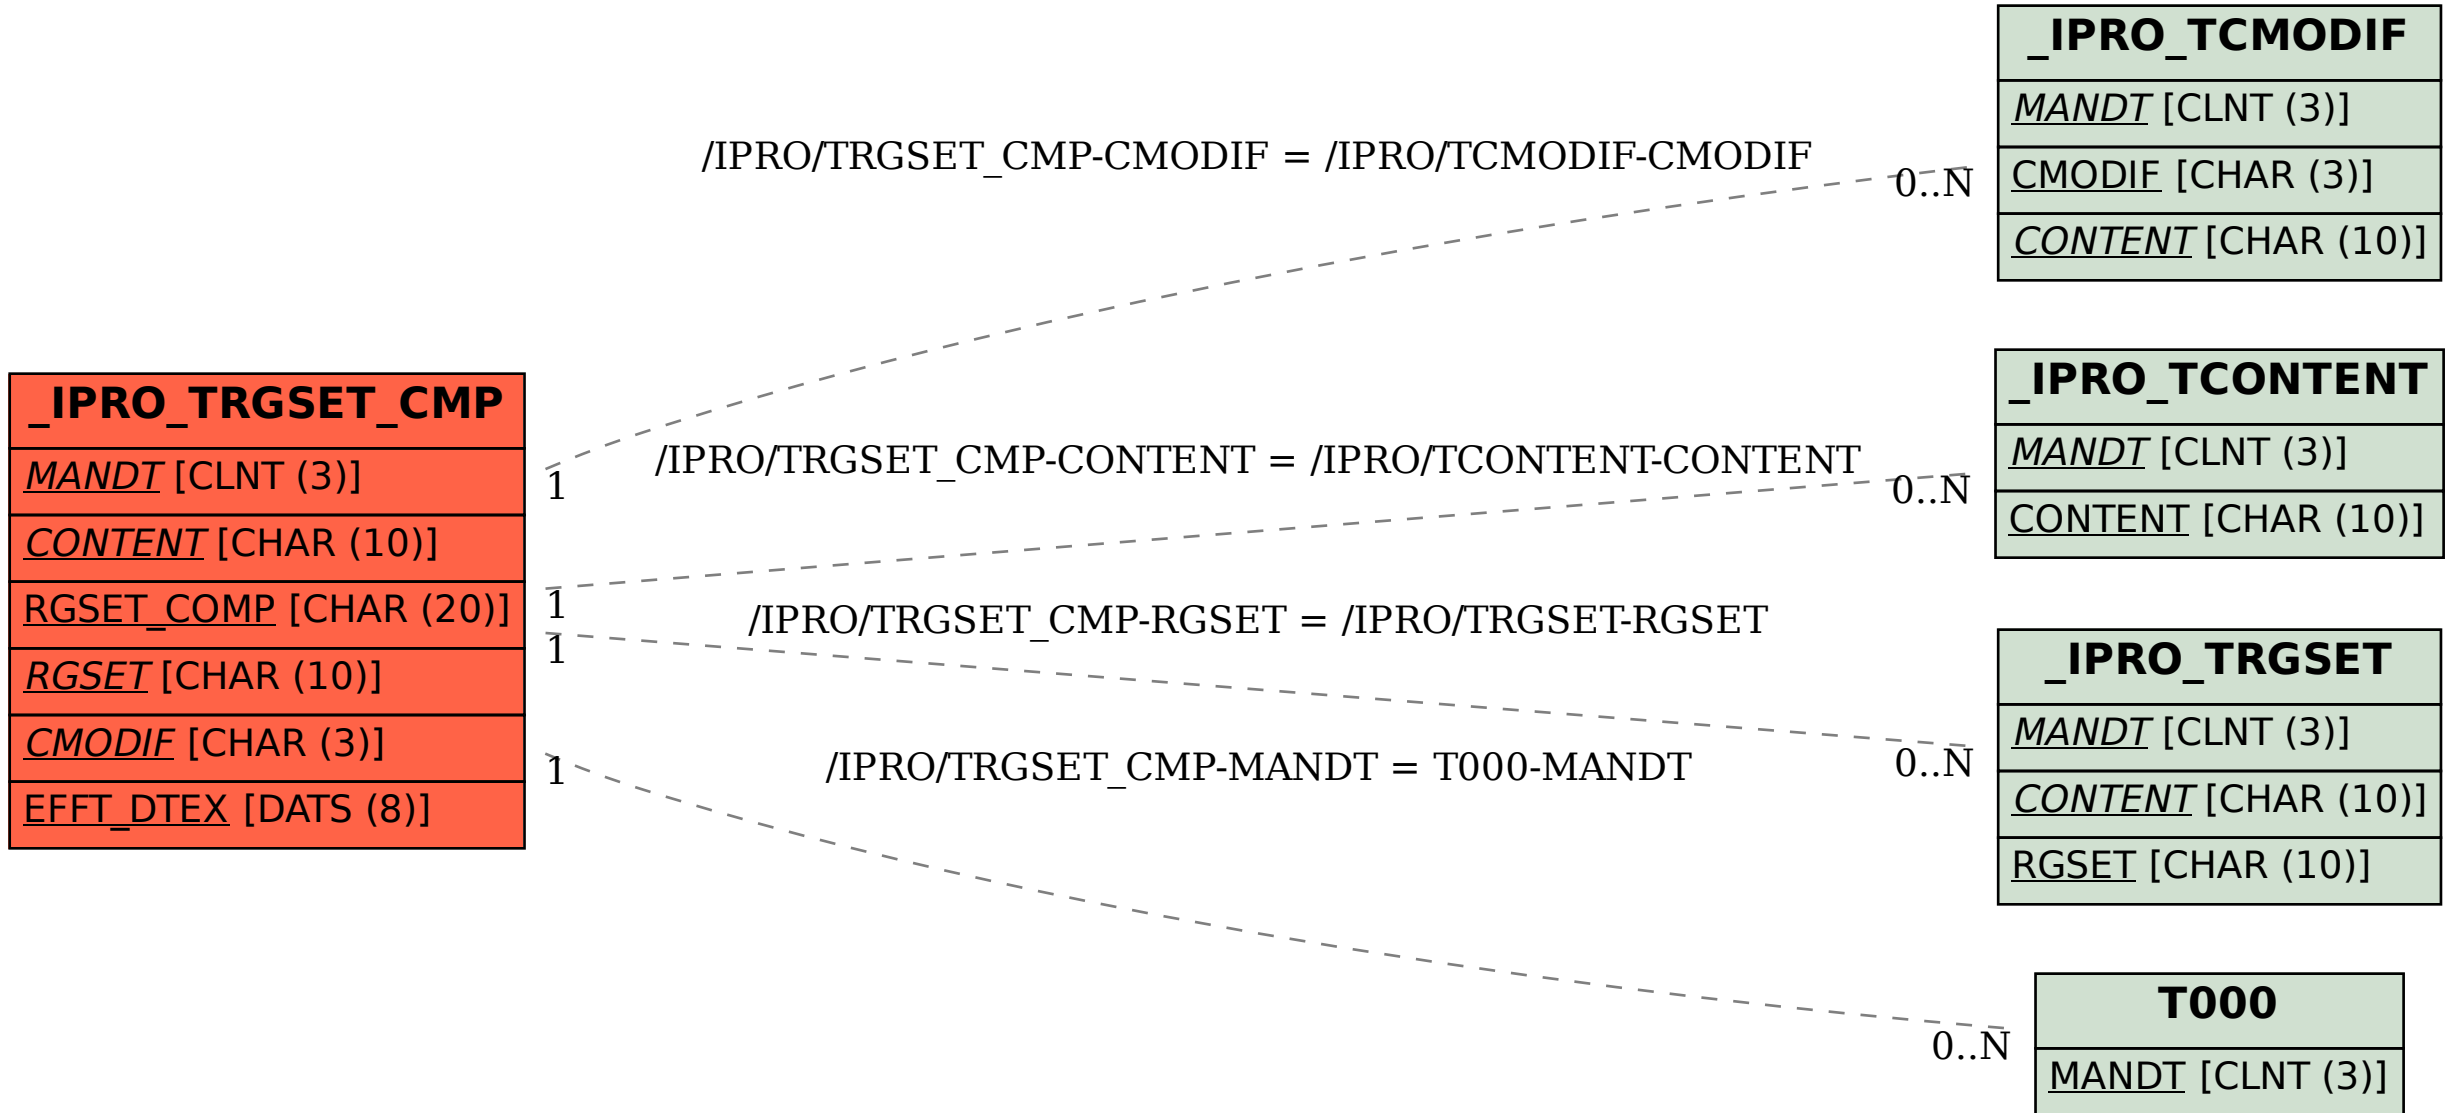 _IPRO_TRGSET_CMP
MANDT [CLNT (3)]
CONTENT [CHAR (10)]
RGSET_COMP [CHAR (20)]
RGSET [CHAR (10)]
CMODIF [CHAR (3)]
EFFT_DTEX [DATS (8)]
/IPRO/TRGSET_CMP-CMODIF = /IPRO/TCMODIF-CMODIF
1
0..N
/IPRO/TRGSET_CMP-CONTENT = /IPRO/TCONTENT-CONTENT
1
0..N
/IPRO/TRGSET_CMP-RGSET = /IPRO/TRGSET-RGSET
1
0..N
/IPRO/TRGSET_CMP-MANDT = T000-MANDT
1
0..N
_IPRO_TCMODIF
MANDT [CLNT (3)]
CMODIF [CHAR (3)]
CONTENT [CHAR (10)]
_IPRO_TCONTENT
MANDT [CLNT (3)]
CONTENT [CHAR (10)]
_IPRO_TRGSET
MANDT [CLNT (3)]
CONTENT [CHAR (10)]
RGSET [CHAR (10)]
T000
MANDT [CLNT (3)]